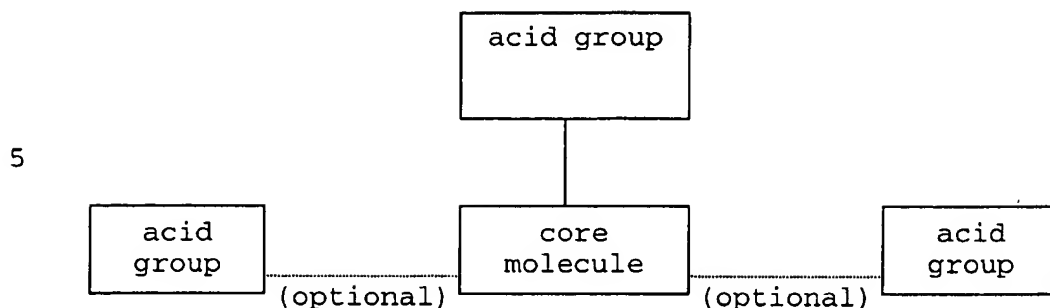 acid group
5
acid group
core molecule
acid group
(optional)
(optional)